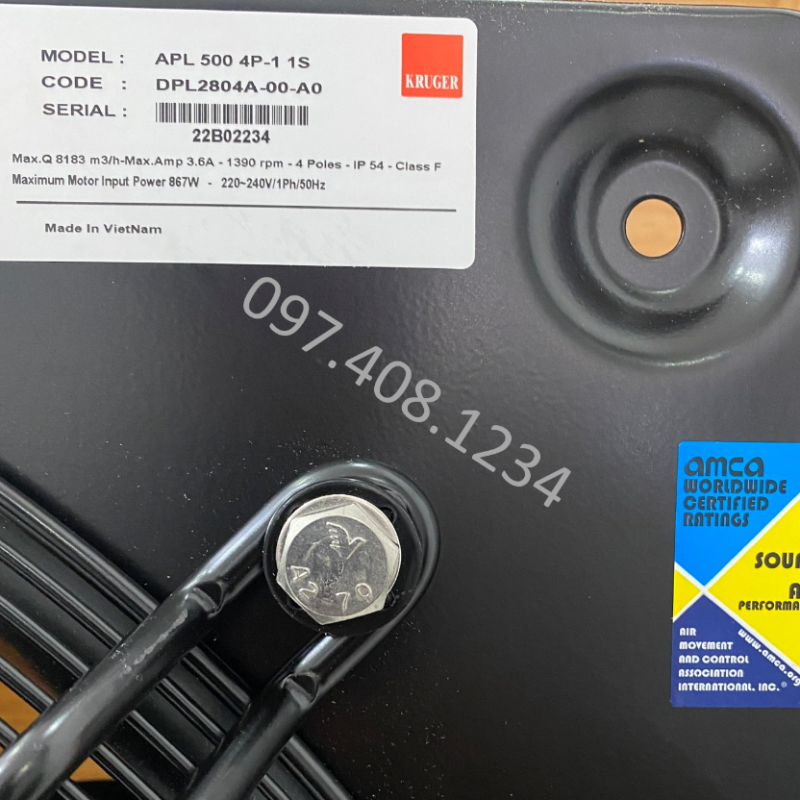 MODEL : APL 500 4P-1 1S
CODE : DPL2804A-00-A0
SERIAL :
22B02234
KRUGER
Max.Q 8183 m3/h-Max.Amp 3.6A - 1390 rpm - 4 Poles - IP 54 - Class F
Maximum Motor Input Power 867W - 220~240V/1Ph/50Hz
Made In VietNam
097.408.1234
amca
WORLDWIDE
CERTIFIED
RATINGS
www.amca.org
AIR
MOVEMENT
AND CONTROL
ASSOCIATION
INTERNATIONAL, INC.®
A2 70